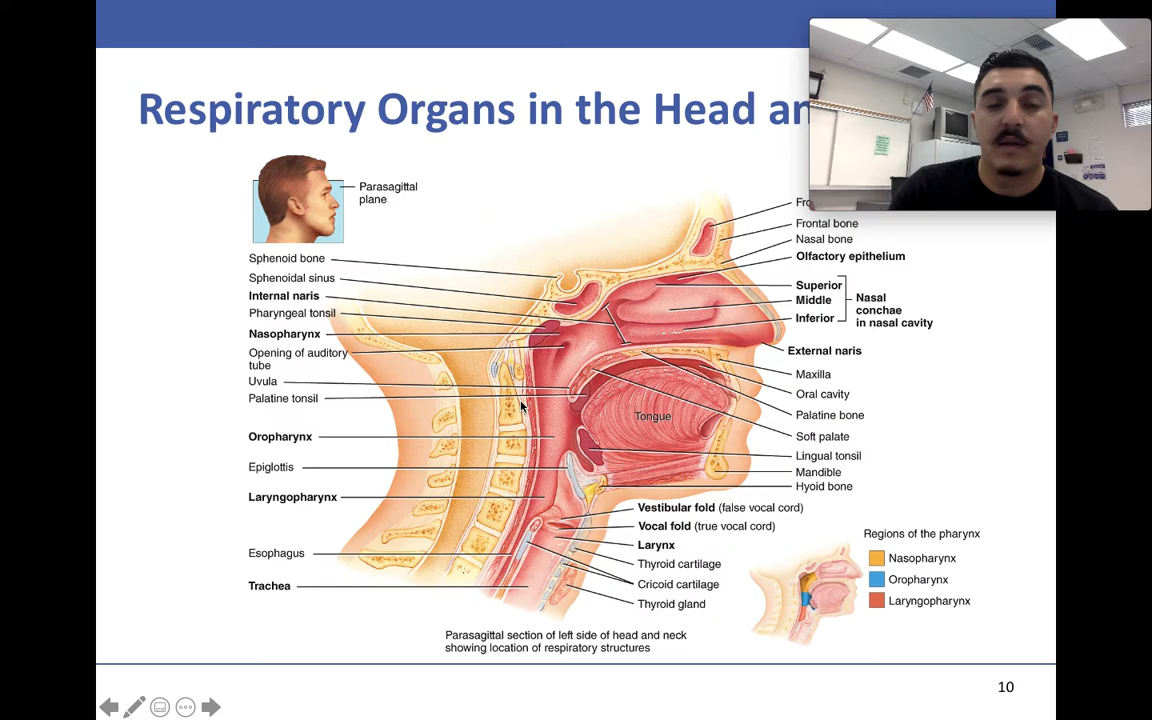 Respiratory Organs in the Head
Parasagittal
plane
Sphenoid bone
Sphenoidal sinus
Internal naris
Pharyngeal tonsil
Nasopharynx
Opening of auditory
tube
Uvula
Palatine tonsil
Oropharynx
Epiglottis
Laryngopharynx
Esophagus
Trachea
Frontal bone
Nasal bone
Olfactory epithelium
Superior
Middle
Inferior
Nasal
conchae
in nasal cavity
External naris
Maxilla
Oral cavity
Palatine bone
Soft palate
Lingual tonsil
Mandible
Hyoid bone
Tongue
Vestibular fold (false vocal cord)
Vocal fold (true vocal cord)
Larynx
Thyroid cartilage
Cricoid cartilage
Thyroid gland
Regions of the pharynx
Nasopharynx
Oropharynx
Laryngopharynx
Parasagittal section of left side of head and neck
showing location of respiratory structures
10